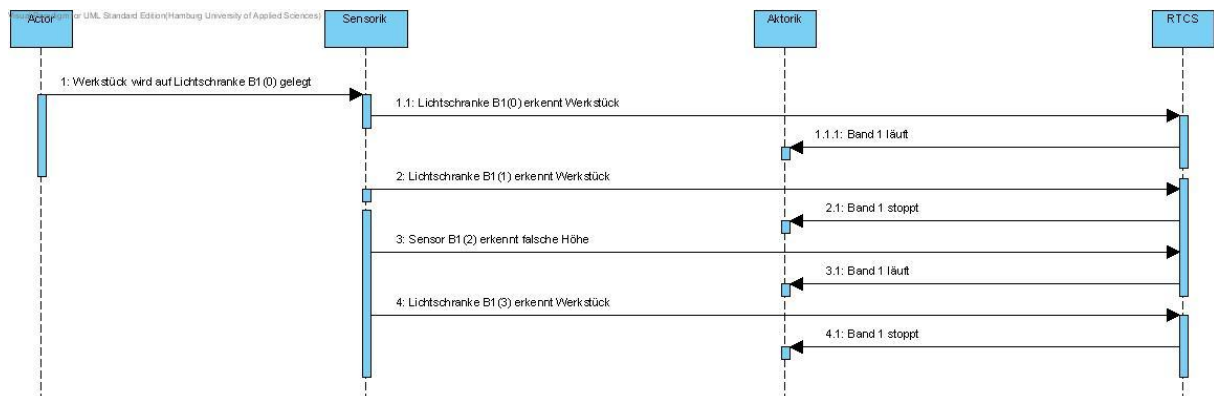 for UML Standard Edition(Hamburg University of Applied Sciences)
Actor
Sensorik
Aktorik
RTCS
1: Werkstück wird auf Lichtschranke B1(0) gelegt
1.1: Lichtschranke B1(0) erkennt Werkstück
1.1.1: Band 1 läuft
2: Lichtschranke B1(1) erkennt Werkstück
2.1: Band 1 stoppt
3: Sensor B1(2) erkennt falsche Höhe
3.1: Band 1 läuft
4: Lichtschranke B1(3) erkennt Werkstück
4.1: Band 1 stoppt